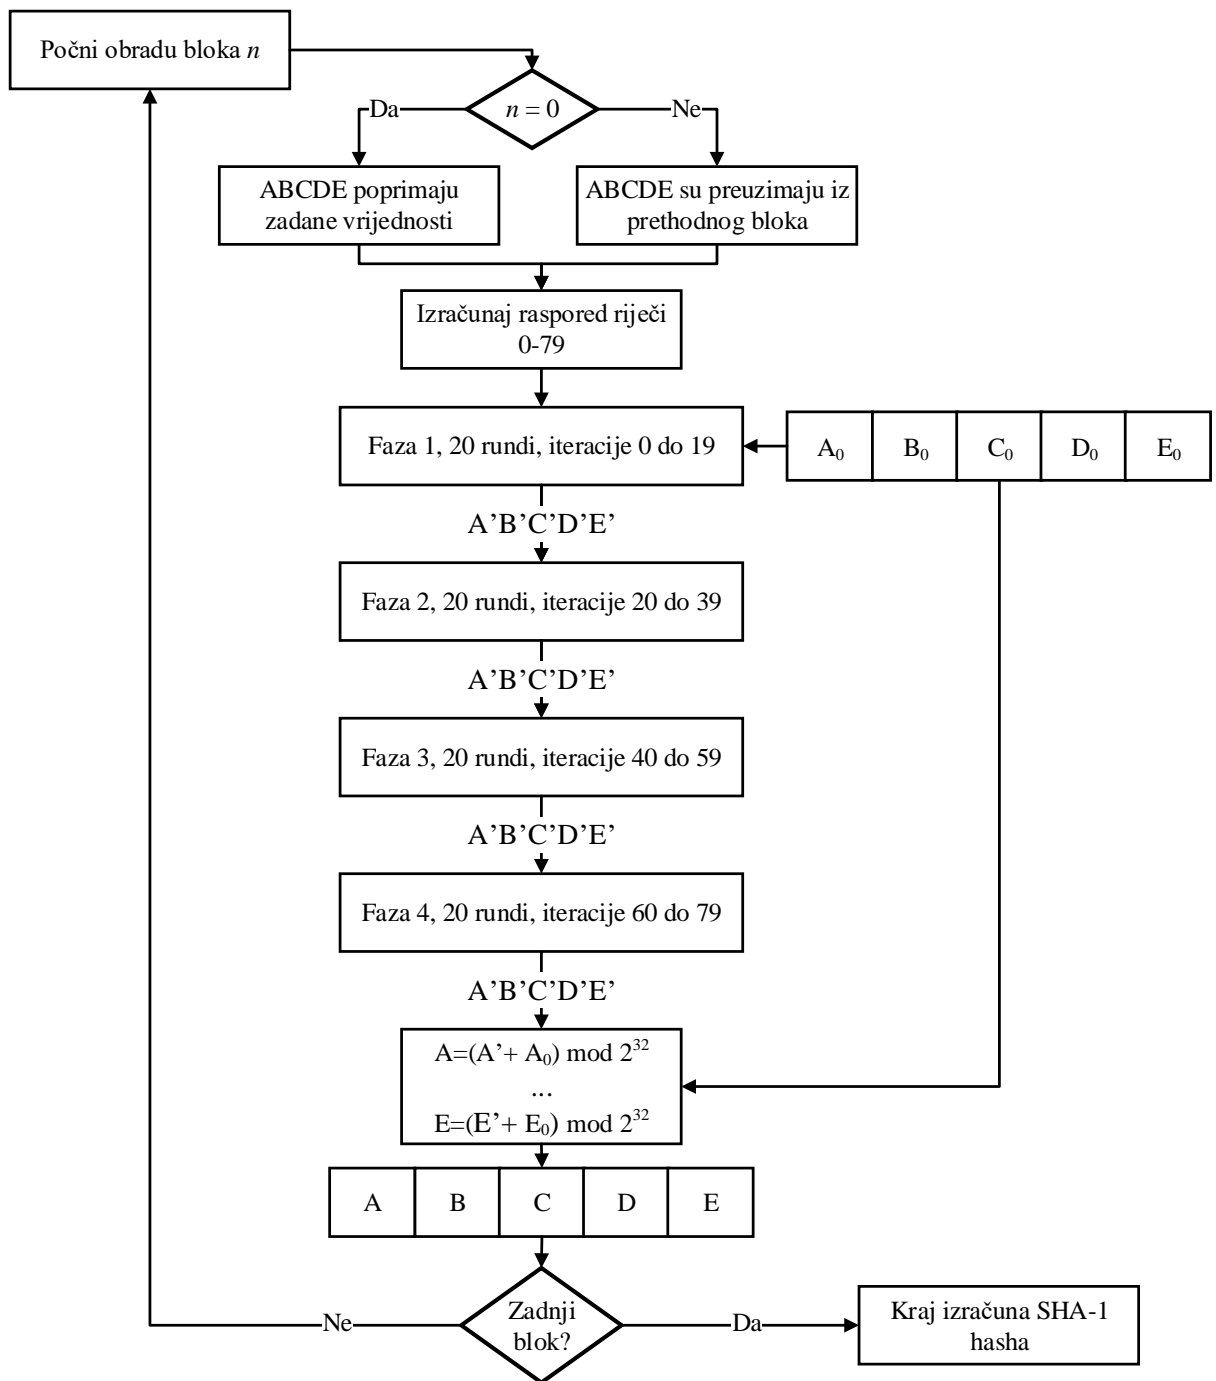 Počni obradu bloka n
n = 0
Da
Ne
ABCDE poprimaju
zadane vrijednosti
ABCDE su preuzimaju iz
prethodnog bloka
Izračunaj raspored riječi
0-79
Faza 1, 20 rundi, iteracije 0 do 19
A₀ B₀ C₀ D₀ E₀
A’B’C’D’E’
Faza 2, 20 rundi, iteracije 20 do 39
A’B’C’D’E’
Faza 3, 20 rundi, iteracije 40 do 59
A’B’C’D’E’
Faza 4, 20 rundi, iteracije 60 do 79
A’B’C’D’E’
A=(A’+ A₀) mod 2³²
...
E=(E’+ E₀) mod 2³²
A B C D E
Zadnji
blok?
Ne
Da
Kraj izračuna SHA-1
hasha